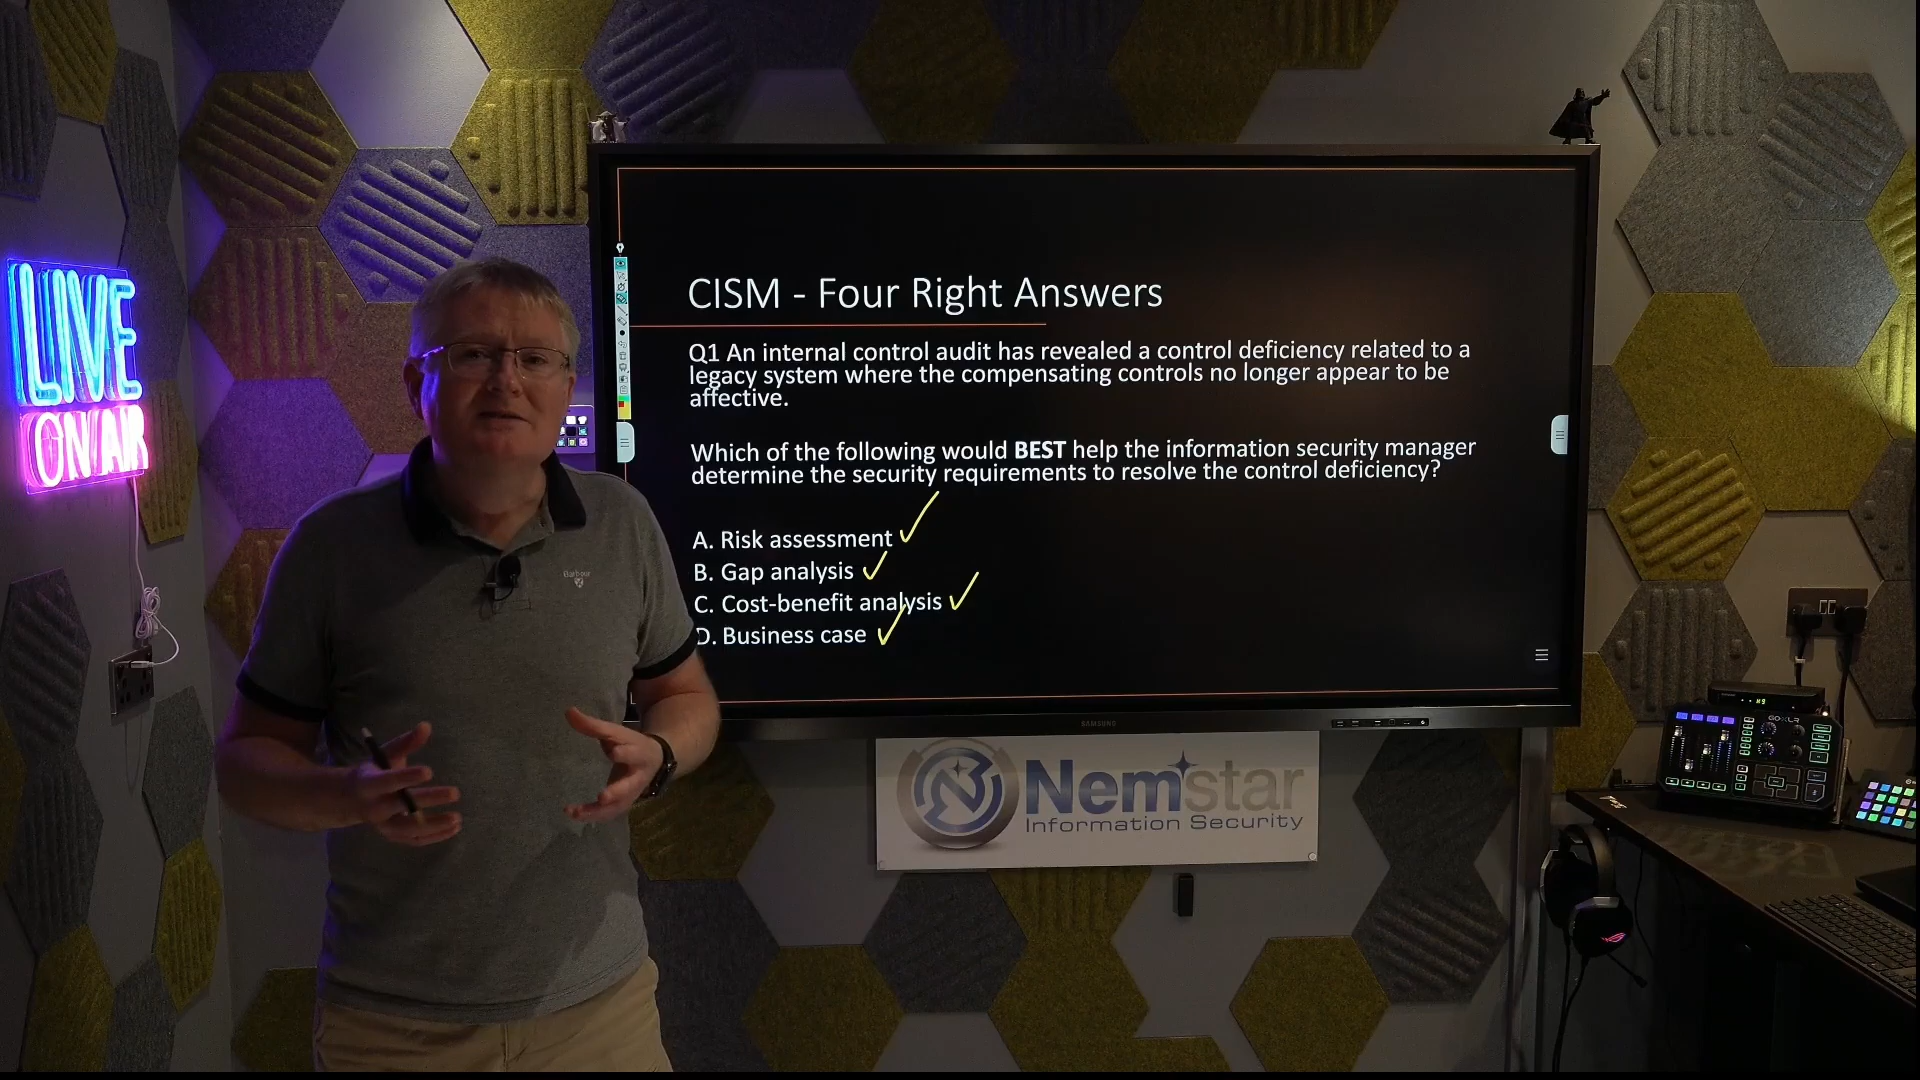 LIVE
ON AIR
CISM - Four Right Answers
Q1 An internal control audit has revealed a control deficiency related to a
legacy system where the compensating controls no longer appear to be
affective.
Which of the following would BEST help the information security manager
determine the security requirements to resolve the control deficiency?
A. Risk assessment
B. Gap analysis
C. Cost-benefit analysis
D. Business case
SAMSUNG
Barbour
Nemstar
Information Security
GOXLR